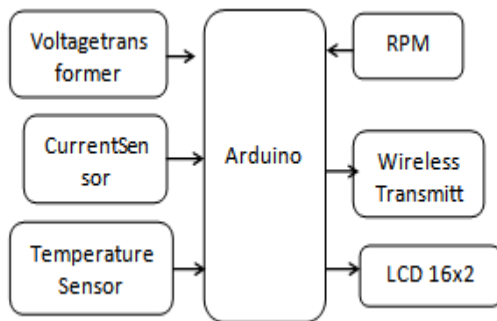 Voltagetrans
former
CurrentSen
sor
Temperature
Sensor
Arduino
RPM
Wireless
Transmitt
LCD 16x2